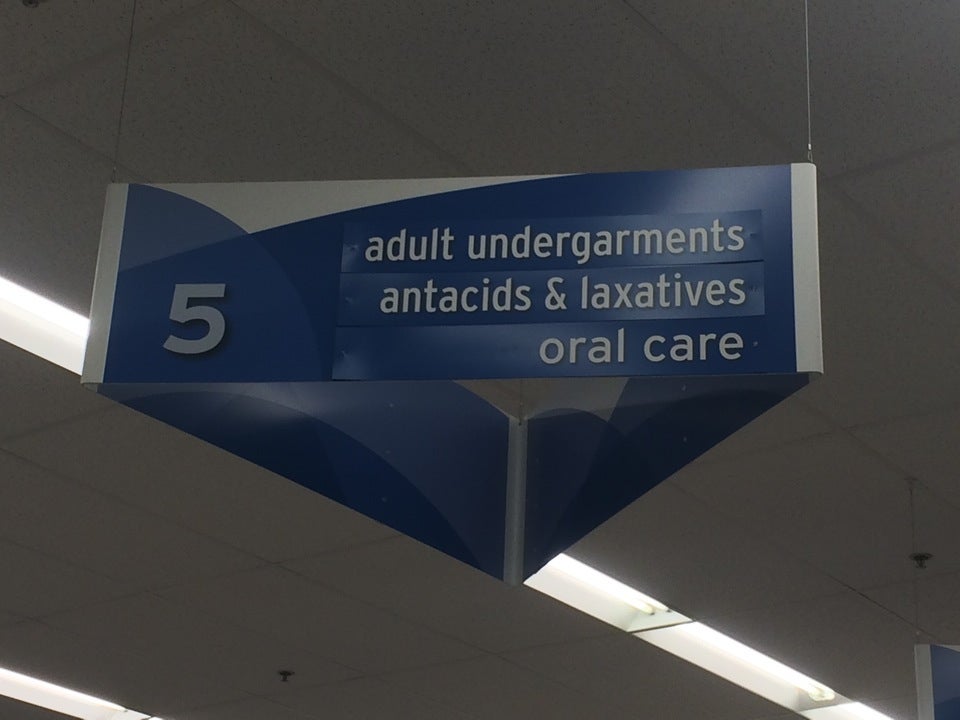 5
adult undergarments
antacids & laxatives
oral care